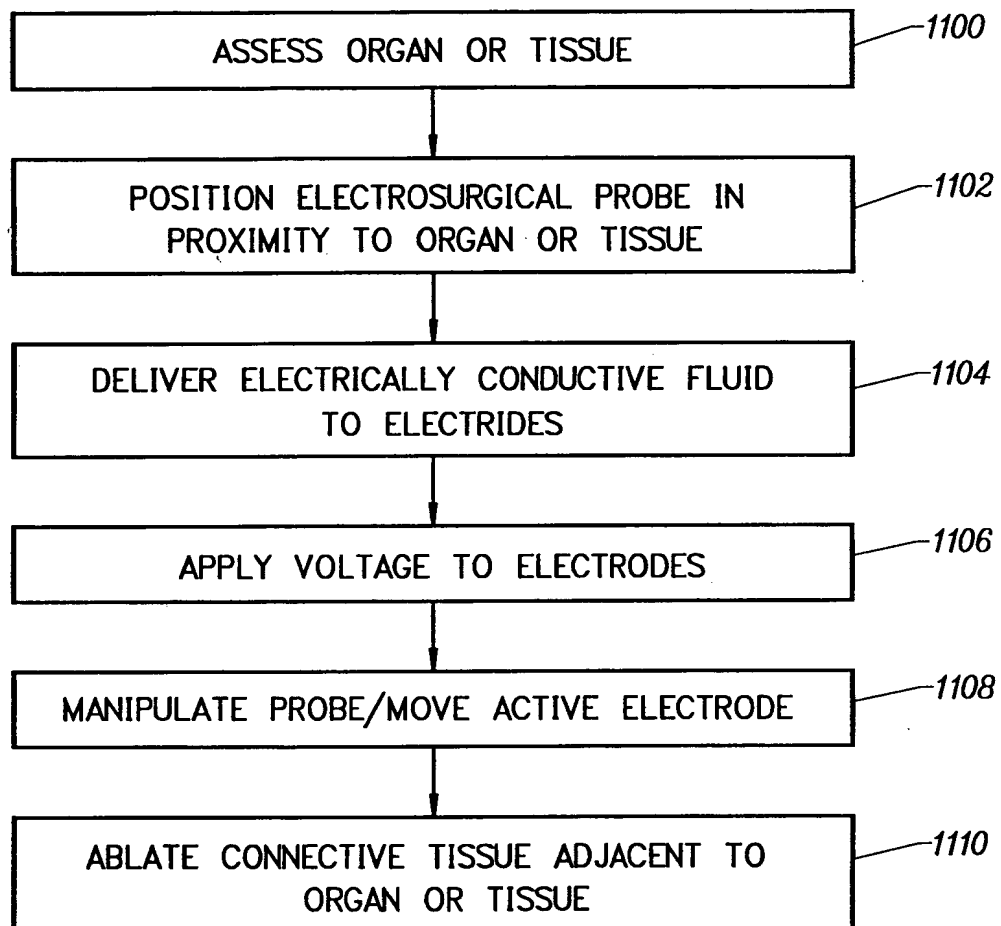 ASSESS ORGAN OR TISSUE
1100
POSITION ELECTROSURGICAL PROBE IN
PROXIMITY TO ORGAN OR TISSUE
1102
DELIVER ELECTRICALLY CONDUCTIVE FLUID
TO ELECTRIDES
1104
APPLY VOLTAGE TO ELECTRODES
1106
MANIPULATE PROBE/MOVE ACTIVE ELECTRODE
1108
ABLATE CONNECTIVE TISSUE ADJACENT TO
ORGAN OR TISSUE
1110